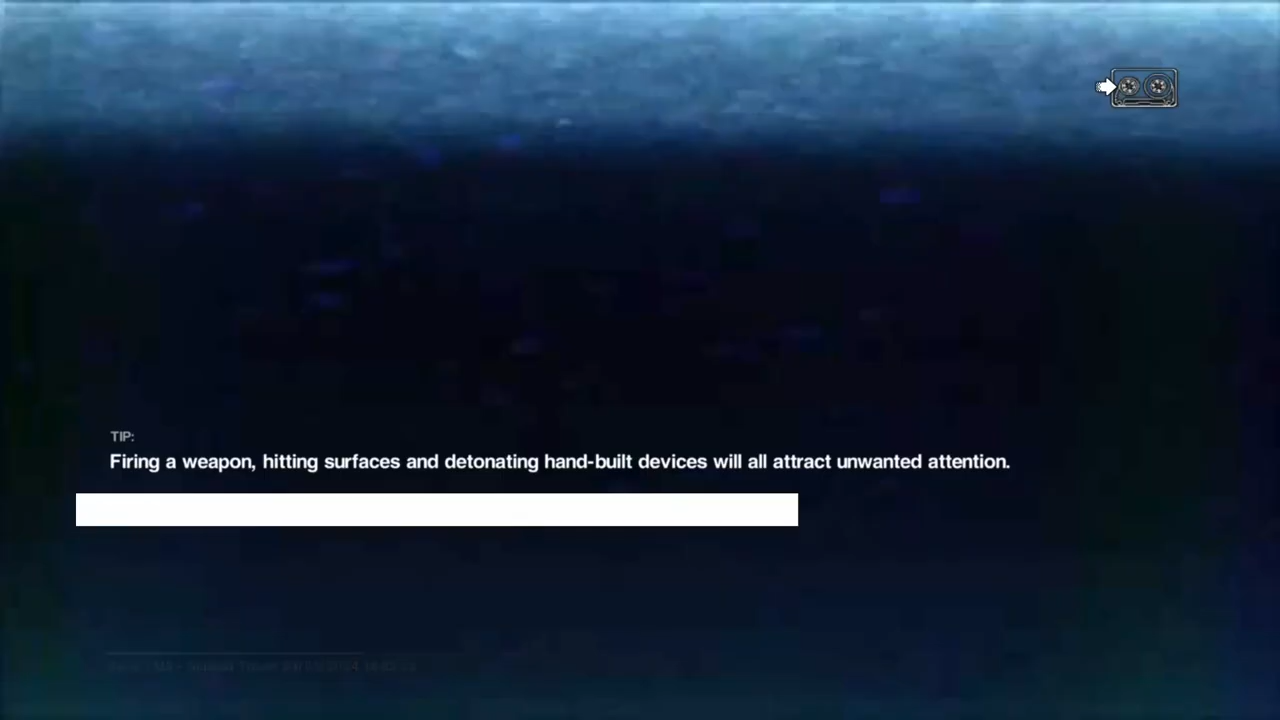 TIP:
Firing a weapon, hitting surfaces and detonating hand-built devices will all attract unwanted attention.